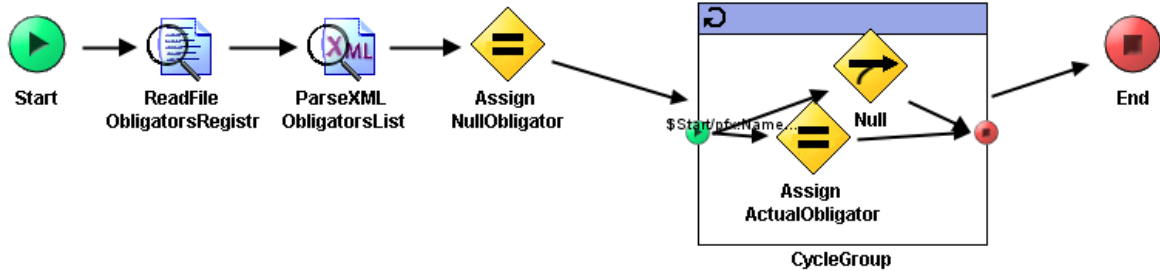 XML
Start
ReadFile
ObligatorsRegistr
ParseXML
ObligatorsList
Assign
NullObligator
$Start/pfx:Name...
Null
Assign
ActualObligator
CycleGroup
End